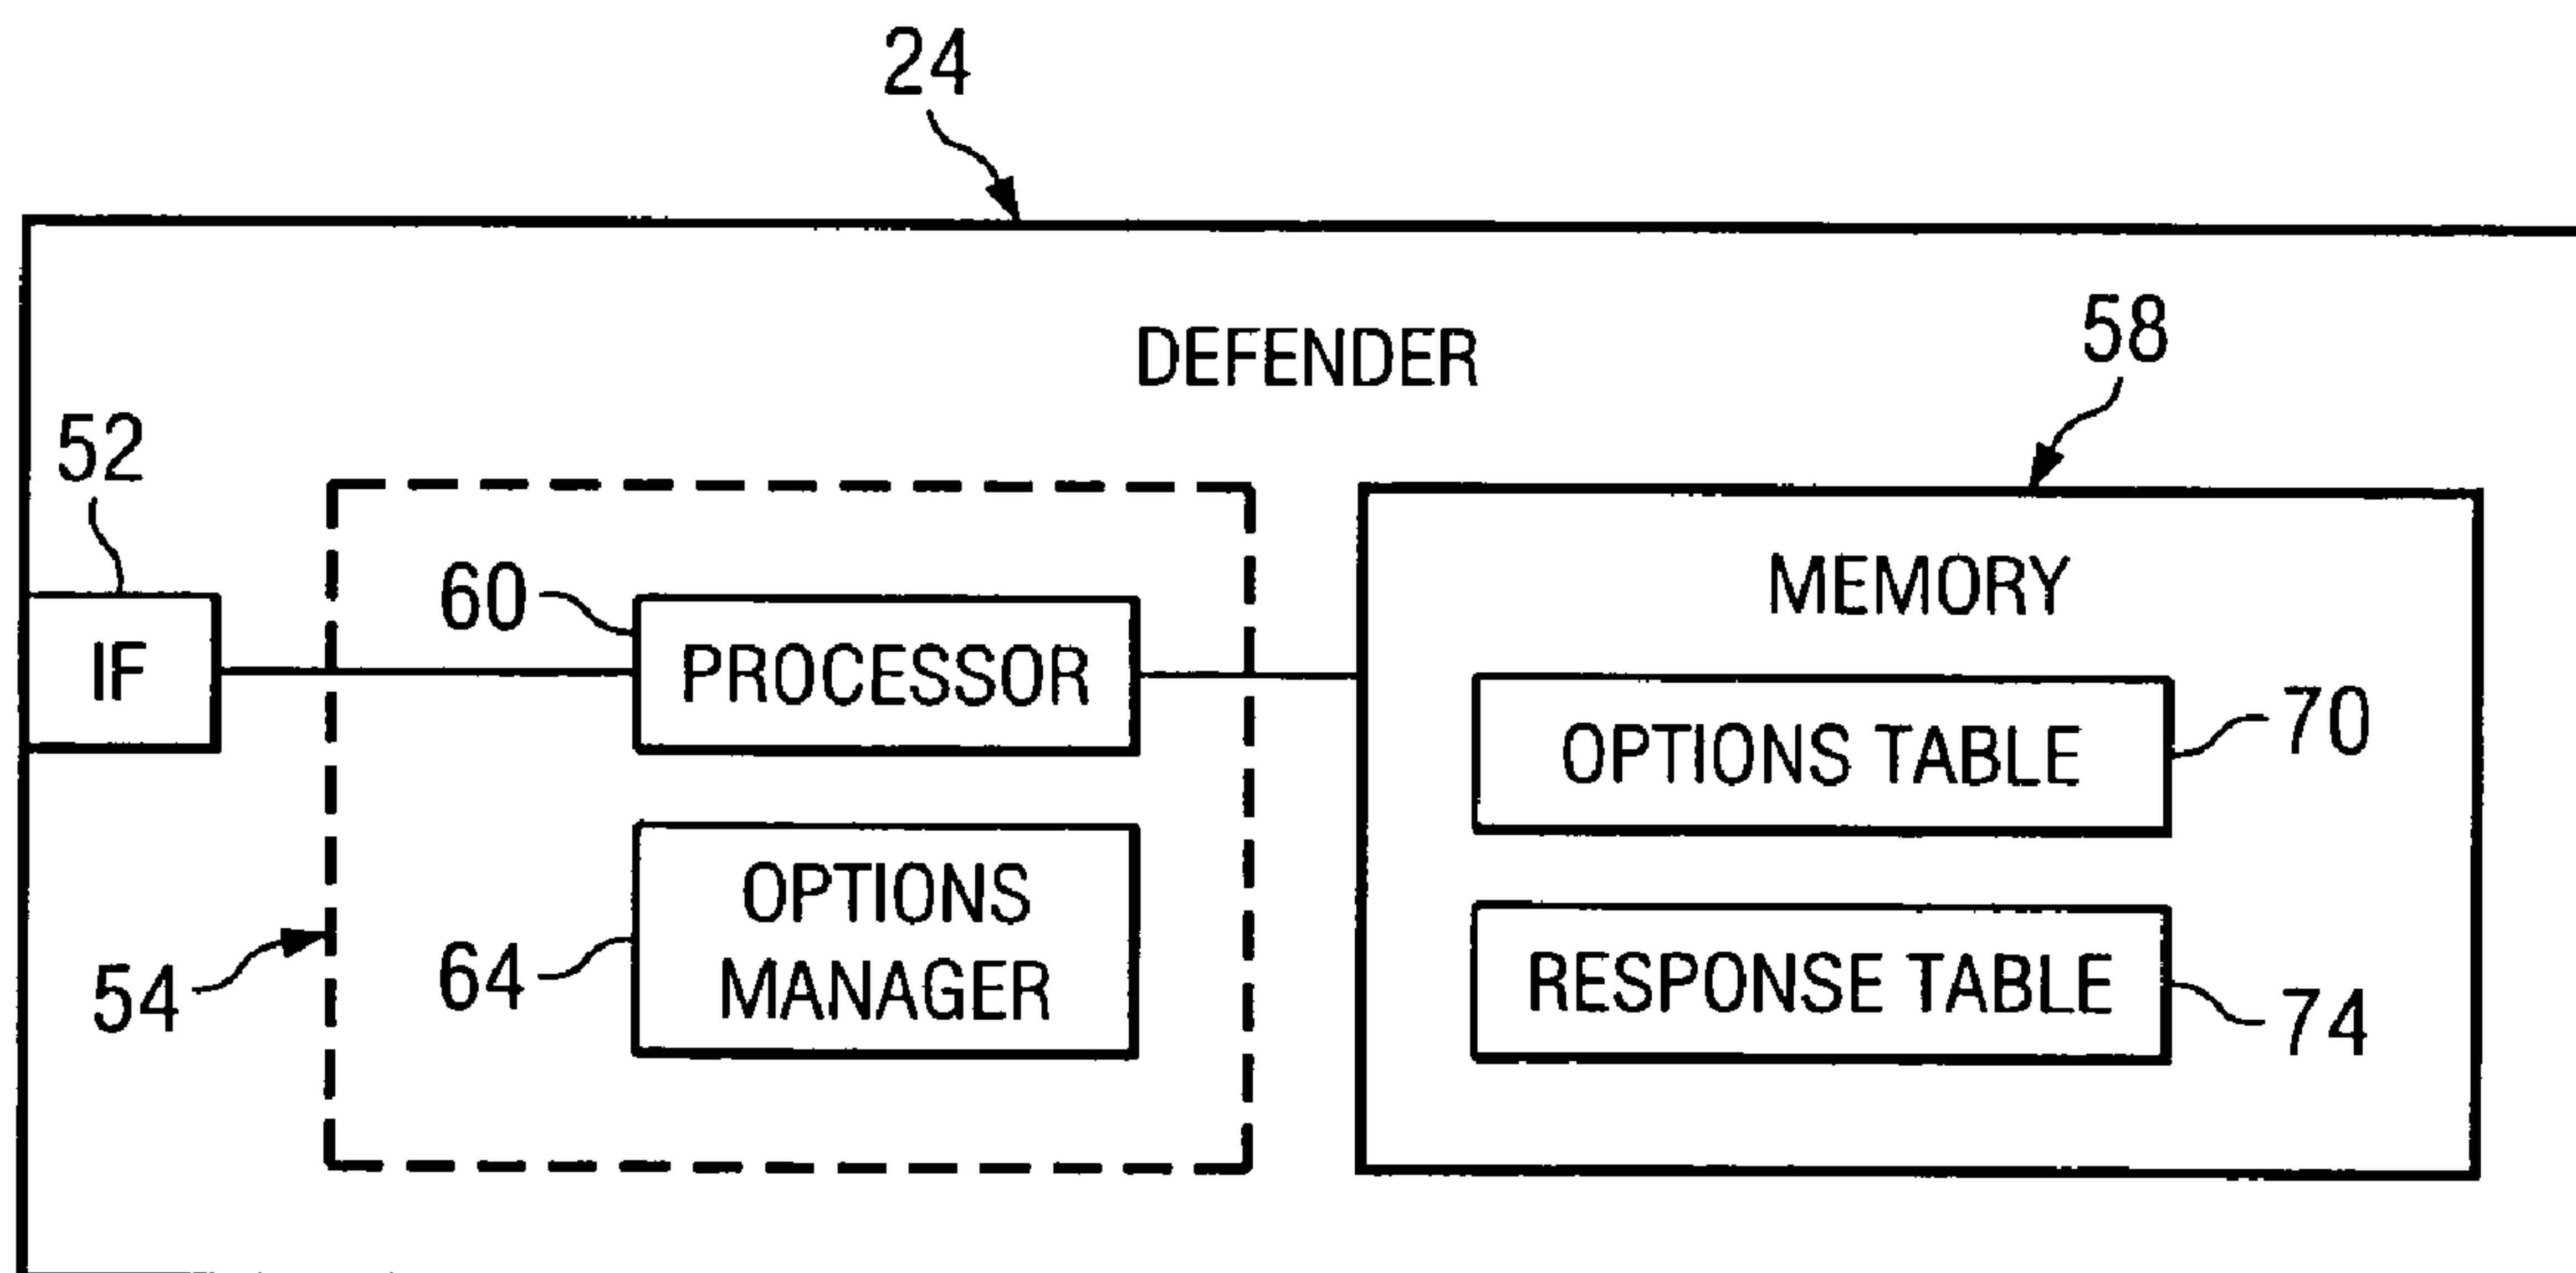 24
DEFENDER
58
52
60
MEMORY
IF
PROCESSOR
OPTIONS TABLE
70
OPTIONS
MANAGER
64
54
RESPONSE TABLE
74